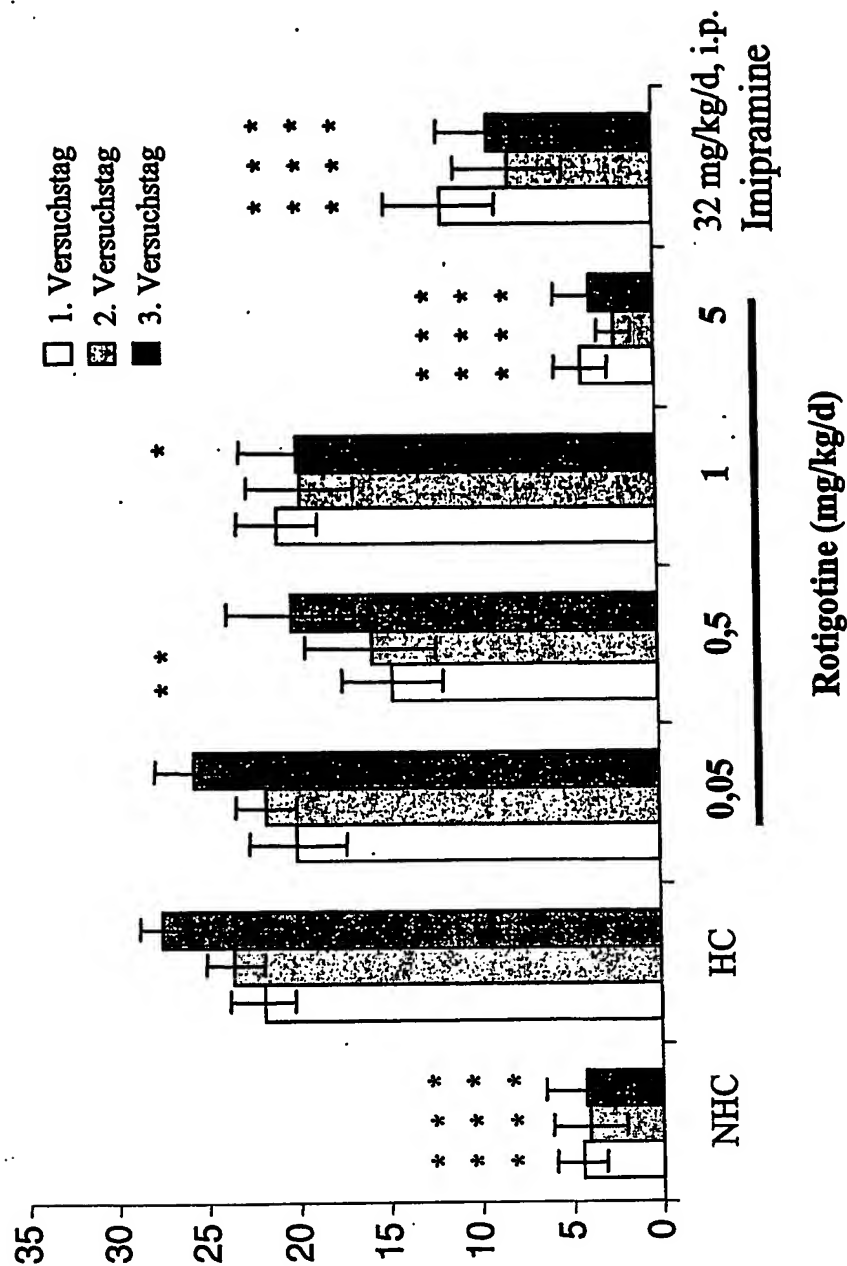 1. Versuchstag
2. Versuchstag
3. Versuchstag
35
30
25
20
15
10
5
0
* * *
* * *
* * *
* *
*
* * *
* * *
* * *
* * *
* * *
* * *
NHC HC 0,05 0,5 1 5 32 mg/kg/d, i.p.
Imipramine
Rotigotine (mg/kg/d)